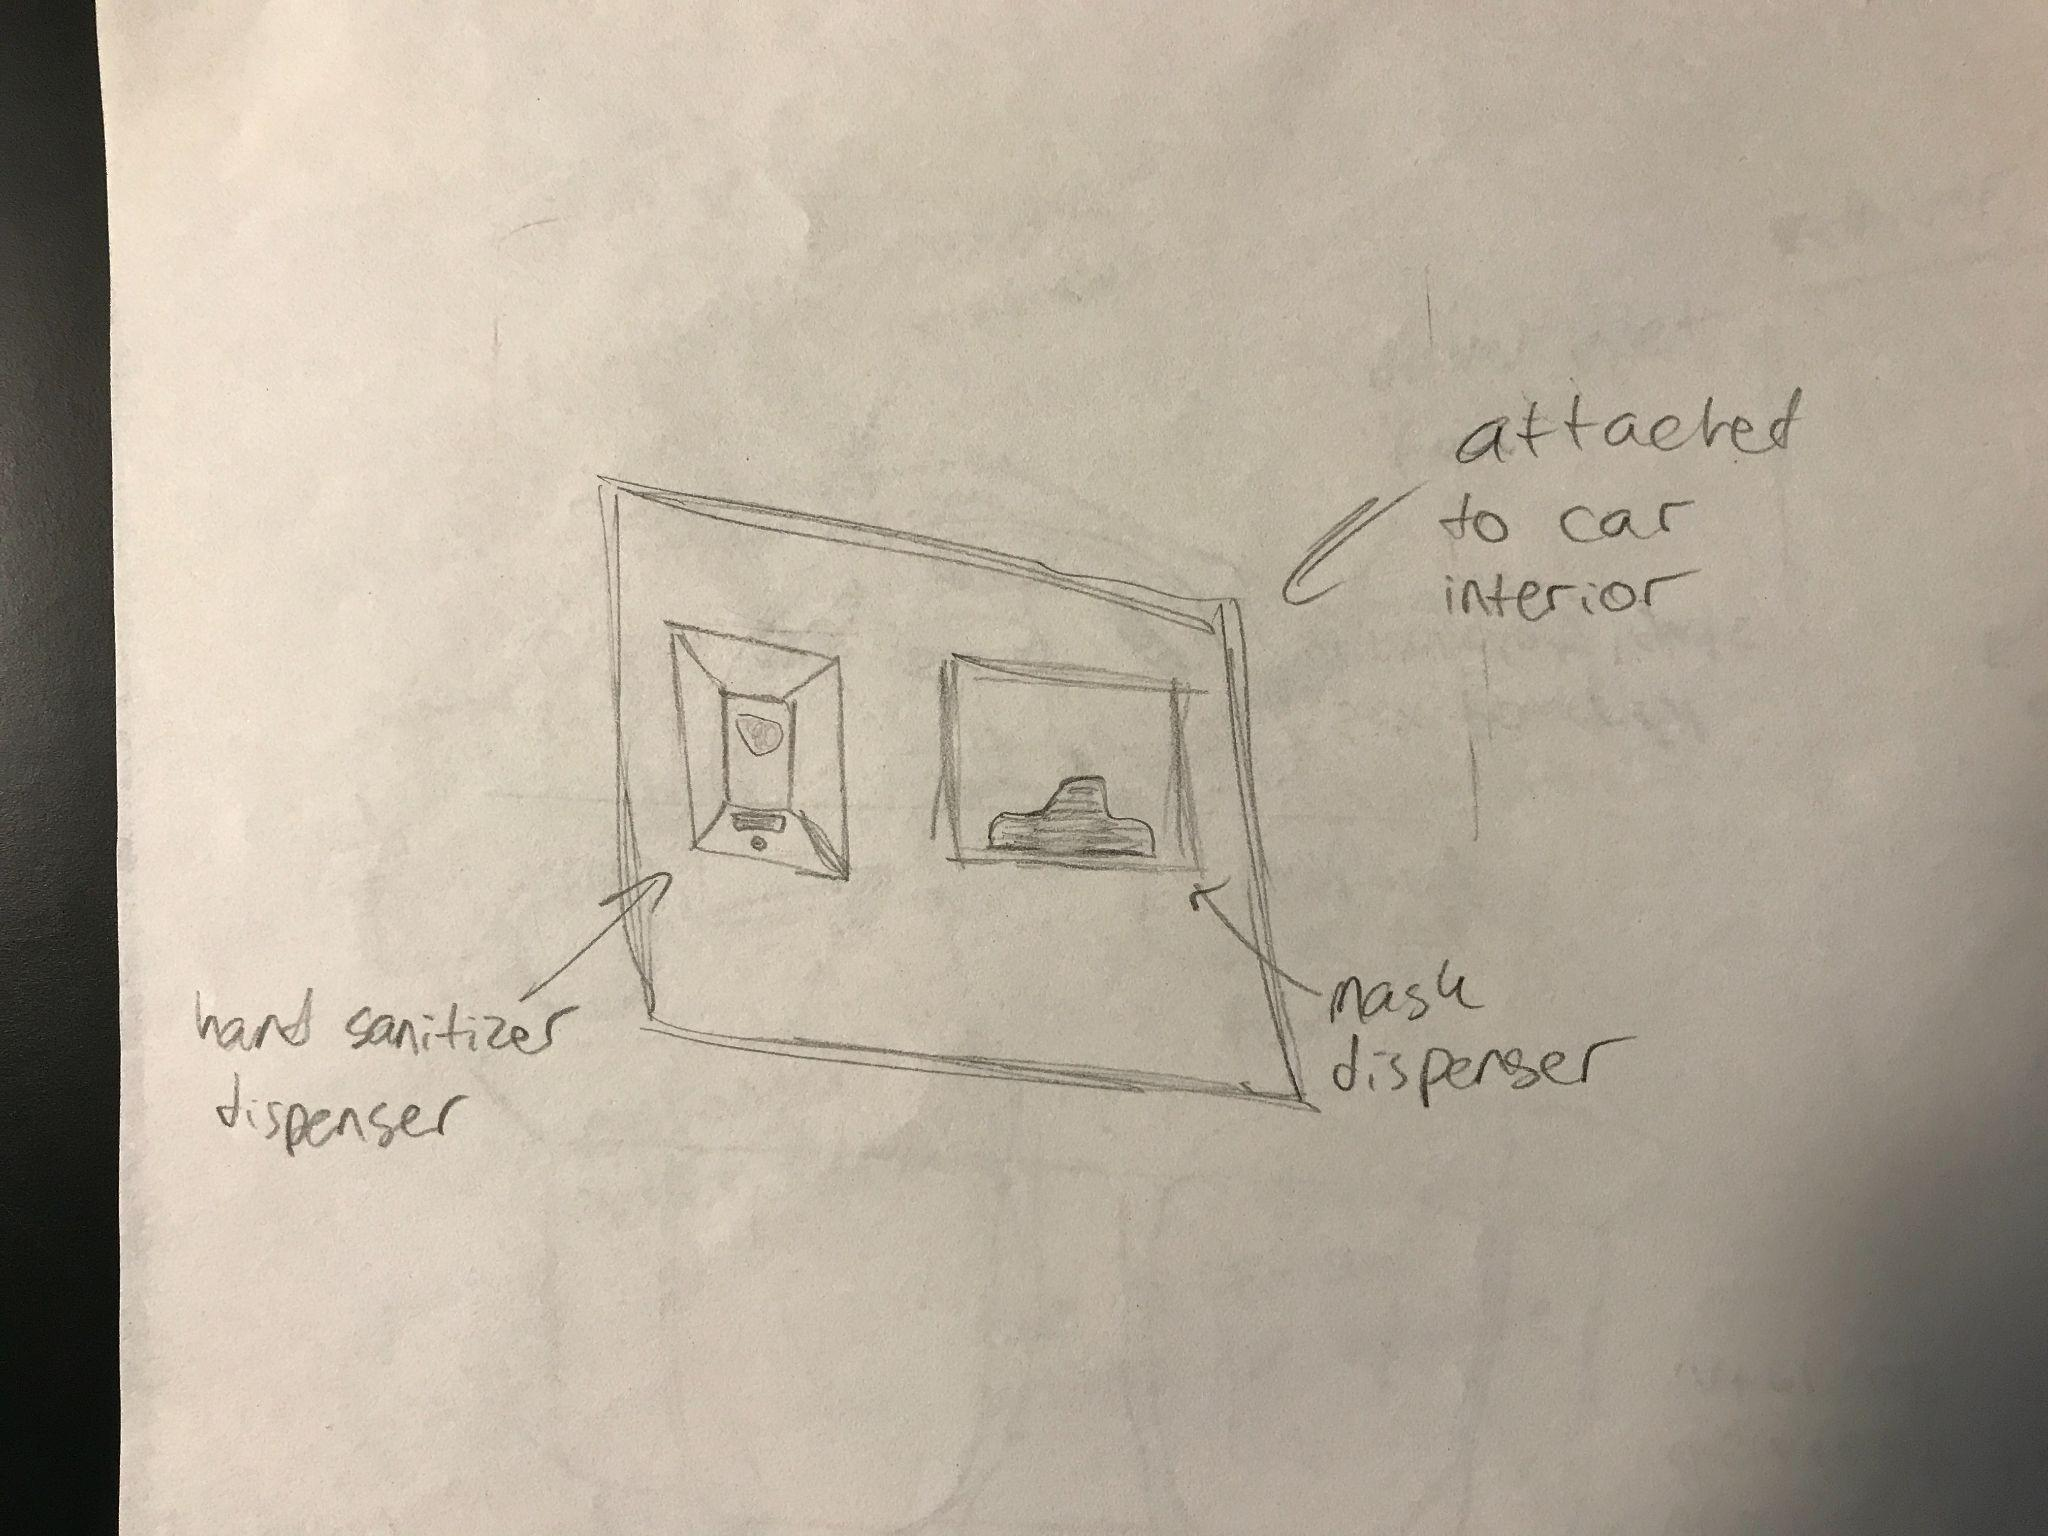 attached
to car
interior
hand sanitizer
dispenser
mask
dispenser